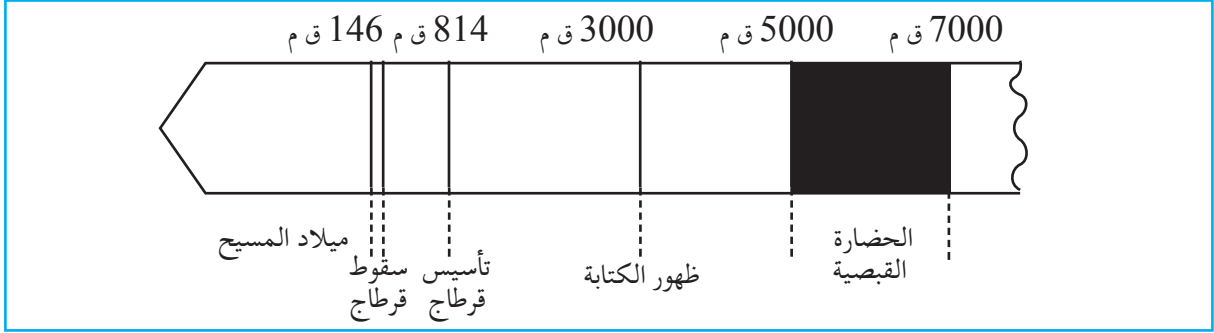 7000 ق م
5000 ق م
3000 ق م
814 ق م
146 ق م
الحضارة
القبصية
ظهور الكتابة
تأسيس
قرطاج
سقوط
قرطاج
ميلاد المسيح